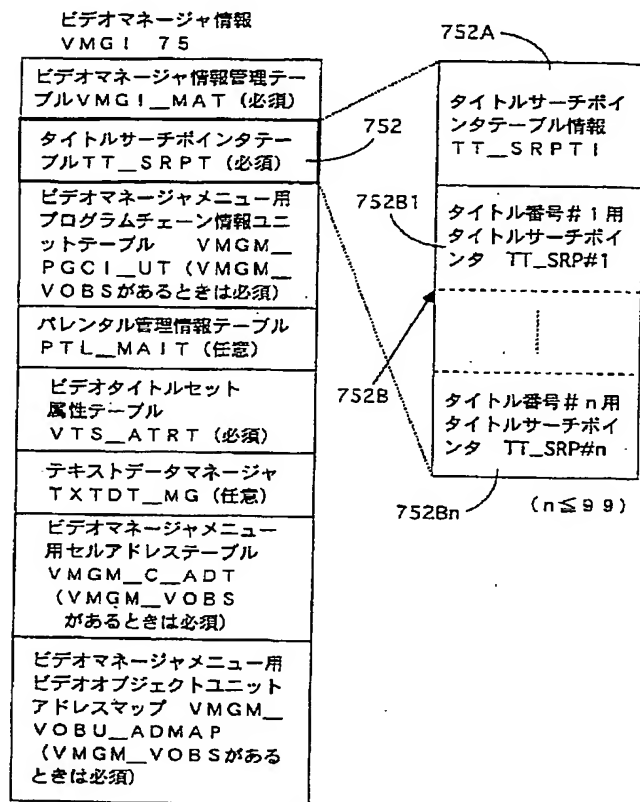 ビデオマネージャ情報
VMGI 75
ビデオマネージャ情報管理テー
ブルVMGI__MAT(必須)
タイトルサーチポインタテー
ブルTT__SRPT(必須)
ビデオマネージャメニュー用
プログラムチェーン情報ユニ
ットテーブル VMGM__
PGCI__UT(VMGM__
VOBSがあるときは必須)
パレンタル管理情報テーブル
PTL__MAIT(任意)
ビデオタイトルセット
属性テーブル
VTS__ATRT(必須)
テキストデータマネージャ
TXTDT__MG(任意)
ビデオマネージャメニュー
用セルアドレステーブル
VMGM__C__ADT
(VMGM__VOBS
があるときは必須)
ビデオマネージャメニュー用
ビデオオブジェクトユニット
アドレスマップ VMGM__
VOBU__ADMAP
(VMGM__VOBSがある
ときは必須)
752
752A
タイトルサーチポイ
ンタテーブル情報
TT__SRPTI
752B1
タイトル番号#1用
タイトルサーチポイ
ンタ TT_SRP#1
752B
タイトル番号#n用
タイトルサーチポイ
ンタ TT_SRP#n
752Bn
(n≦99)